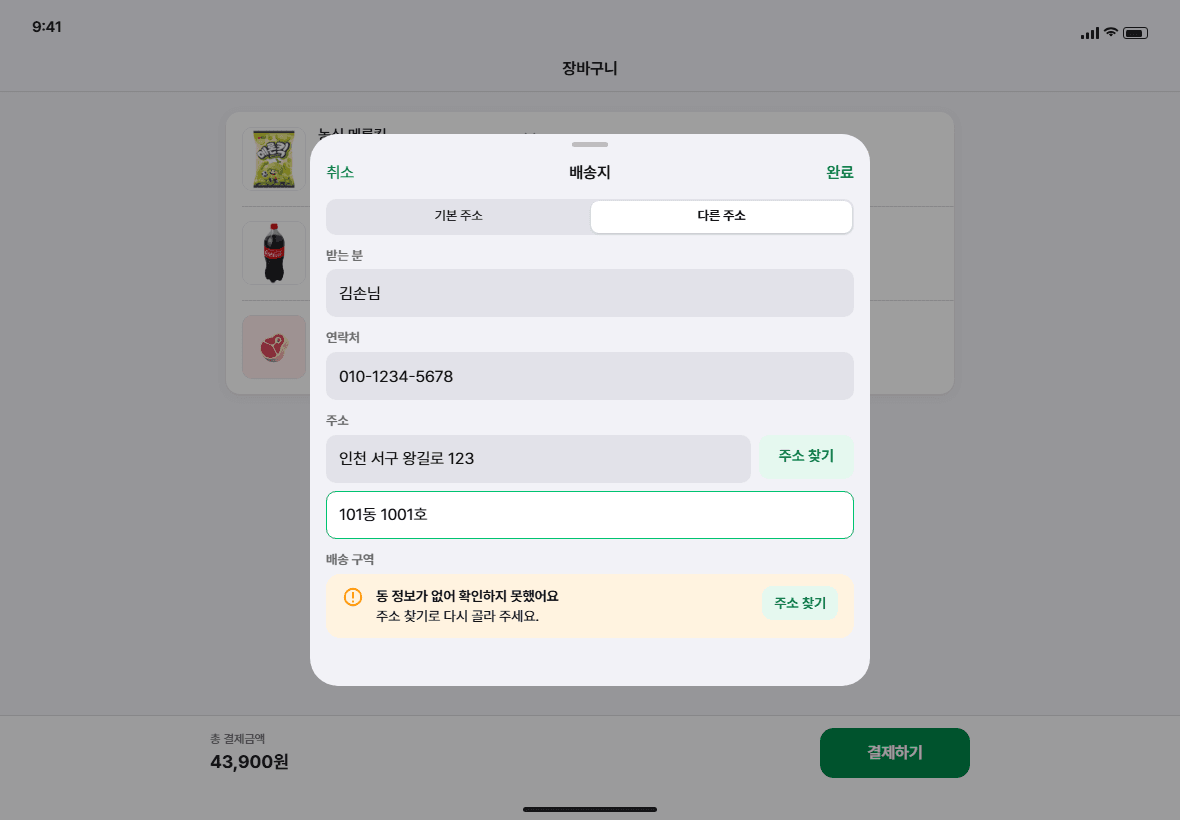 9:41
장바구니
취소
배송지
완료
기본 주소
다른 주소
받는 분
김손님
연락처
010-1234-5678
주소
인천 서구 왕길로 123
주소 찾기
101동 1001호
배송 구역
동 정보가 없어 확인하지 못했어요
주소 찾기로 다시 골라 주세요.
주소 찾기
총 결제금액
43,900원
결제하기